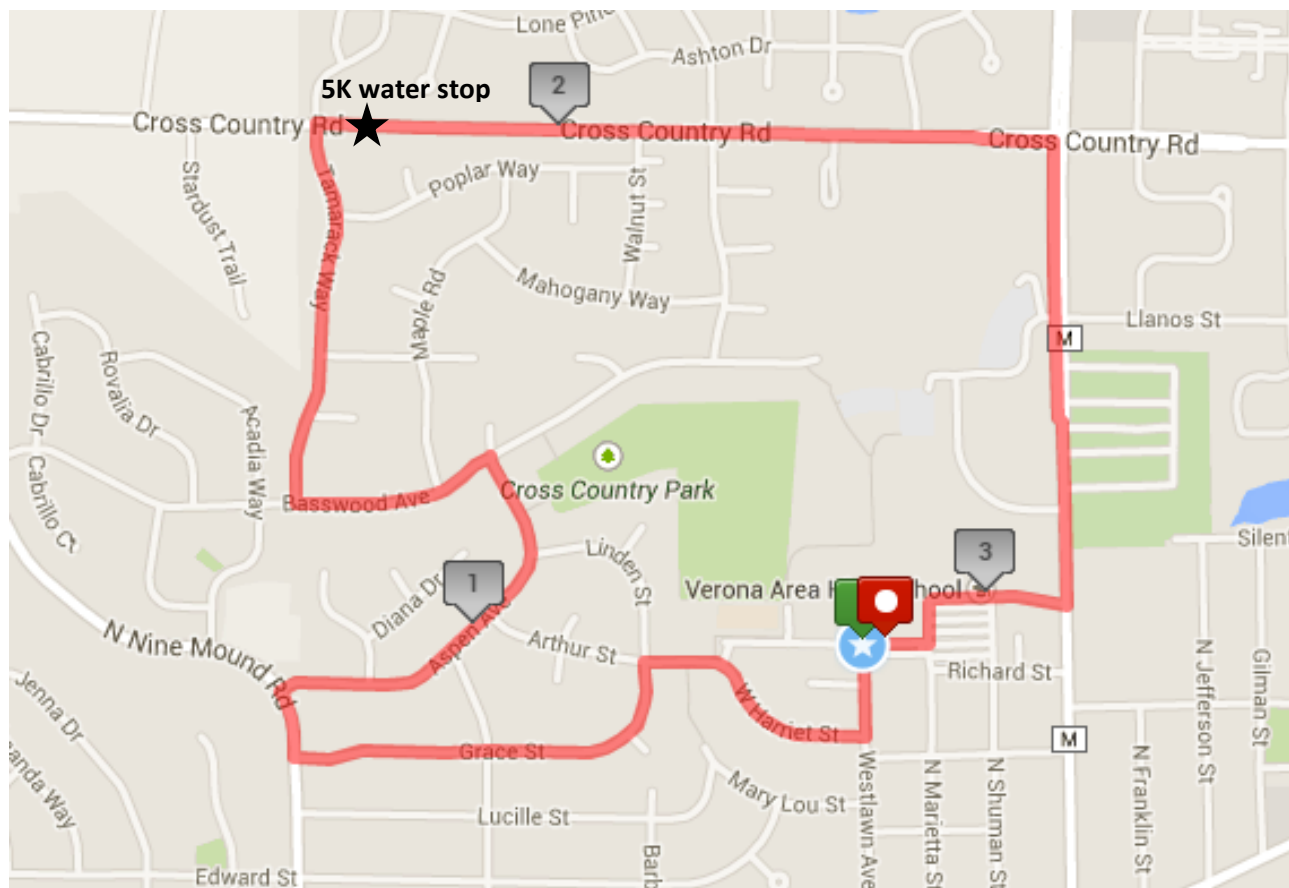 Lone Pine
Ashton Dr
2
5K water stop
Cross Country Rd
Cross Country Rd
Cross Country Rd
Stardust Trail
Tamarack Way
Poplar Way
Walnut St
Mahogany Way
Maple Rd
Llanos St
M
Cabrillo Dr
Rovalia Dr
Acadia Way
Cabrillo Ct
Basswood Ave
Cross Country Park
Linden St
3
Verona Area H School
1
Diana Dr
Aspen Ave
Arthur St
N Nine Mound Rd
Richard St
N Jefferson St
Gilman St
Jenna Dr
W Harriet St
M
Grace St
Way
Lucille St
Mary Lou St
Westlawn Ave
N Marietta St
N Shuman St
N Franklin St
Edward St